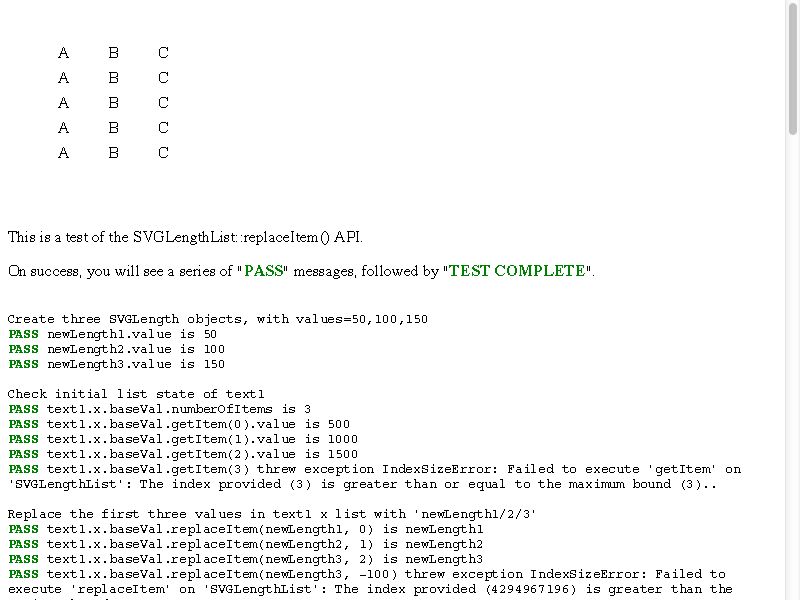 A B C
A B C
A B C
A B C
A B C
This is a test of the SVGLengthList::replaceItem() API.
On success, you will see a series of "PASS" messages, followed by "TEST COMPLETE".
Create three SVGLength objects, with values=50,100,150
PASS newLength1.value is 50
PASS newLength2.value is 100
PASS newLength3.value is 150
Check initial list state of text1
PASS text1.x.baseVal.numberOfItems is 3
PASS text1.x.baseVal.getItem(0).value is 500
PASS text1.x.baseVal.getItem(1).value is 1000
PASS text1.x.baseVal.getItem(2).value is 1500
PASS text1.x.baseVal.getItem(3) threw exception IndexSizeError: Failed to execute 'getItem' on
'SVGLengthList': The index provided (3) is greater than or equal to the maximum bound (3)..
Replace the first three values in text1 x list with 'newLength1/2/3'
PASS text1.x.baseVal.replaceItem(newLength1, 0) is newLength1
PASS text1.x.baseVal.replaceItem(newLength2, 1) is newLength2
PASS text1.x.baseVal.replaceItem(newLength3, 2) is newLength3
PASS text1.x.baseVal.replaceItem(newLength3, -100) threw exception IndexSizeError: Failed to
execute 'replaceItem' on 'SVGLengthList': The index provided (4294967196) is greater than the